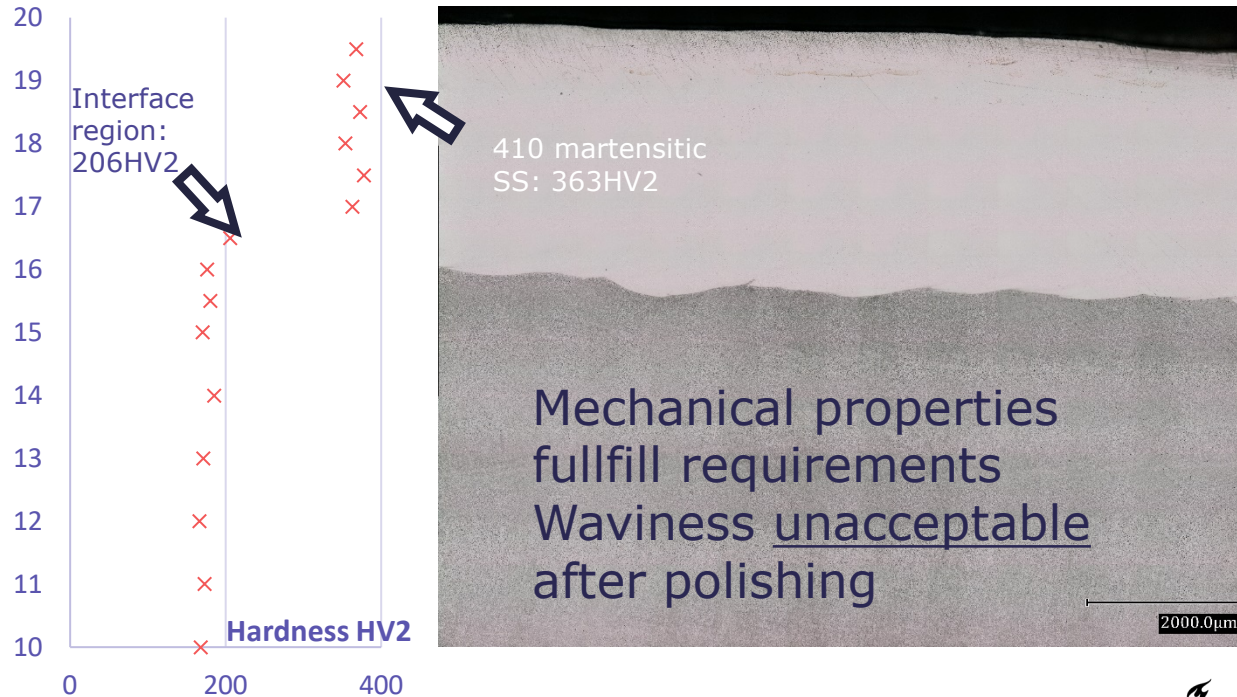 20
19
18
17
16
15
14
13
12
11
10
0
200
400
Hardness HV2
Interface
region:
206HV2
410 martensitic
SS: 363HV2
Mechanical properties
fullfill requirements
Waviness unacceptable
after polishing
2000.0µm